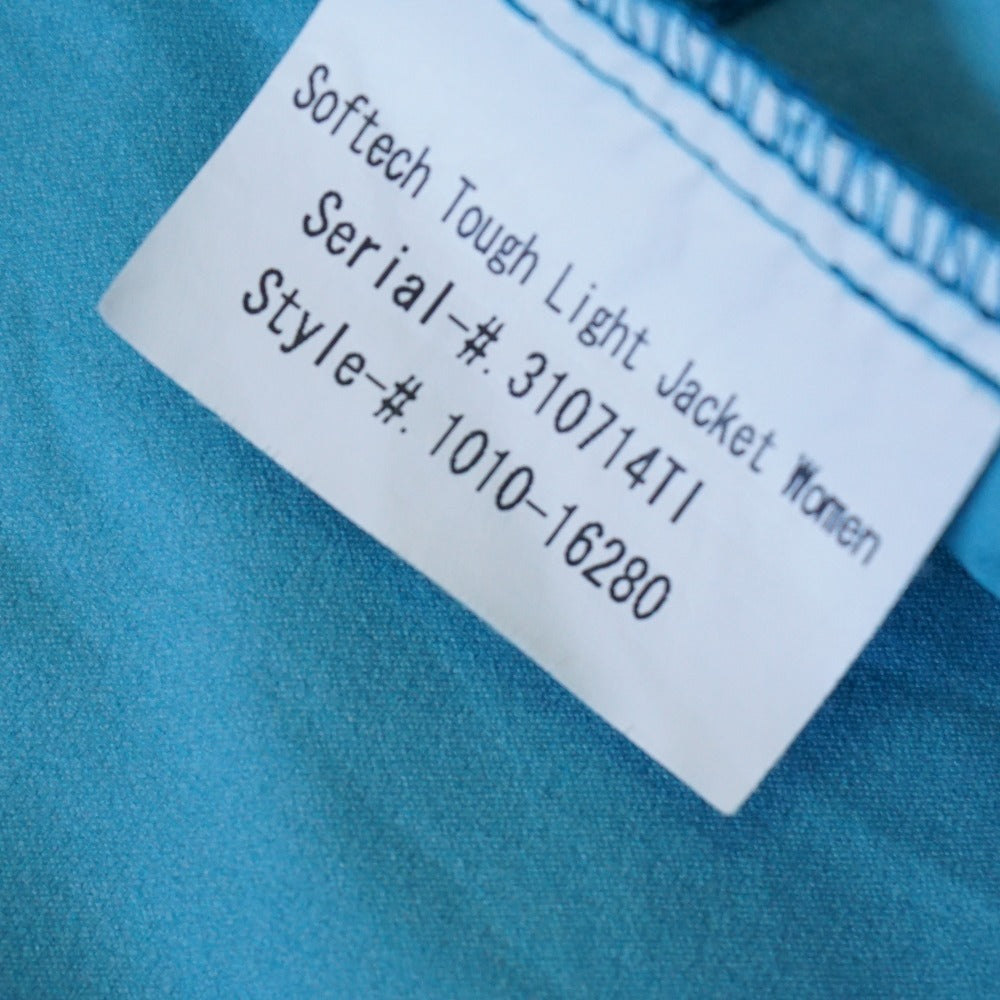 Softech Tough Light Jacket Women
Serial-#. 310714TI
Style-#. 1010-16280